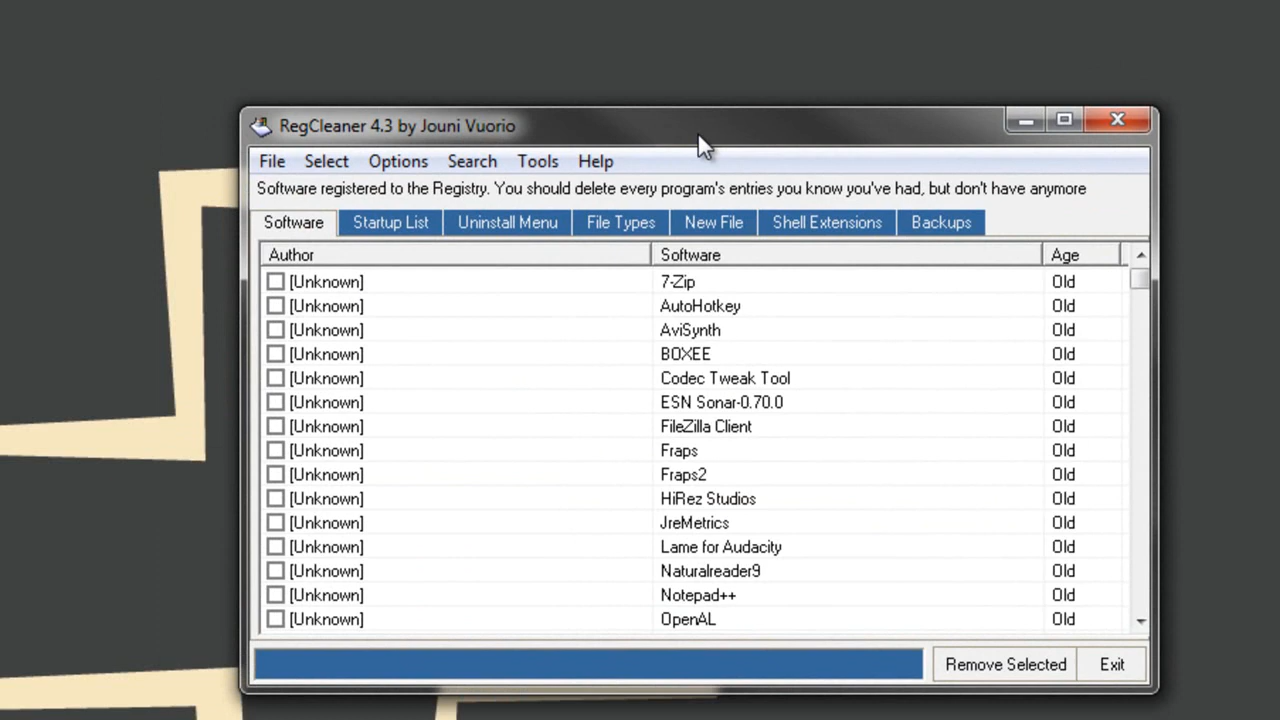 RegCleaner 4.3 by Jouni Vuorio
File Select Options Search Tools Help
Software registered to the Registry. You should delete every program's entries you know you've had, but don't have anymore
Software Startup List Uninstall Menu File Types New File Shell Extensions Backups
Author Software Age
[Unknown] 7-Zip Old
[Unknown] AutoHotkey Old
[Unknown] AviSynth Old
[Unknown] BOXEE Old
[Unknown] Codec Tweak Tool Old
[Unknown] ESN Sonar-0.70.0 Old
[Unknown] FileZilla Client Old
[Unknown] Fraps Old
[Unknown] Fraps2 Old
[Unknown] HiRez Studios Old
[Unknown] JreMetrics Old
[Unknown] Lame for Audacity Old
[Unknown] Naturalreader9 Old
[Unknown] Notepad++ Old
[Unknown] OpenAL Old
Remove Selected Exit